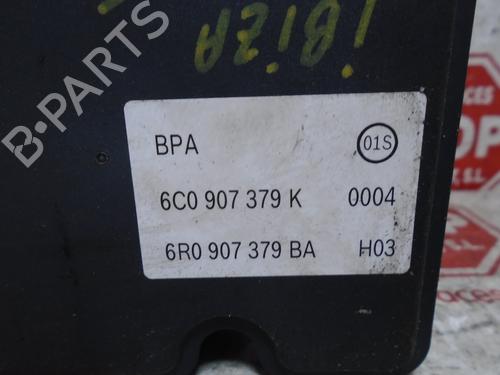 iBiZA
BPA 01S
6C0 907 379 K 0004
6R0 907 379 BA H03
B-PARTS